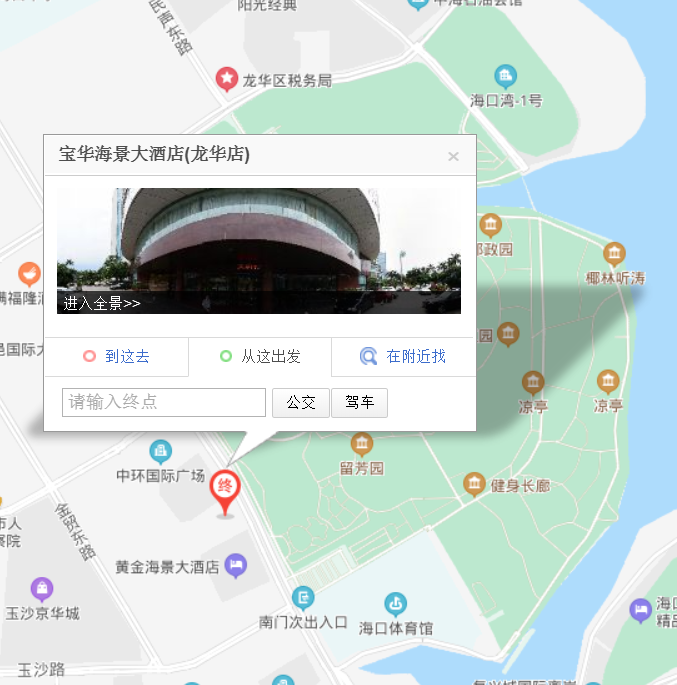 阳光经典
中海石油会馆
民声东路
龙华区税务局
海口湾-1号
宝华海景大酒店(龙华店)
邮政园
椰林听涛
满福隆酒
进入全景>>
园
邑国际大
到这去
从这出发
在附近找
凉亭
凉亭
请输入终点
公交
驾车
中环国际广场
留芳园
终
健身长廊
金贸东路
市人
察院
黄金海景大酒店
玉沙京华城
南门次出入口
海口体育馆
海口
精品
玉沙路